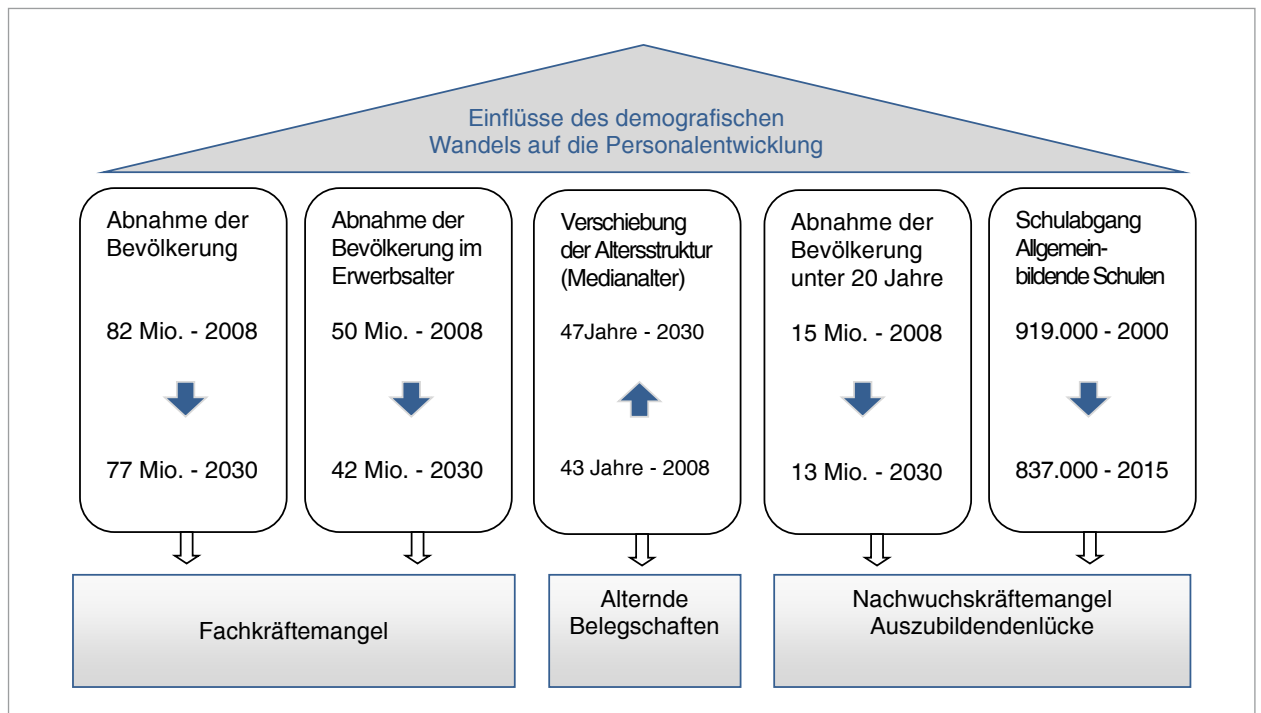 Einflüsse des demografischen
Wandels auf die Personalentwicklung
Abnahme der
Bevölkerung
82 Mio. - 2008
77 Mio. - 2030
Abnahme der
Bevölkerung im
Erwerbsalter
50 Mio. - 2008
42 Mio. - 2030
Verschiebung
der Altersstruktur
(Medianalter)
47Jahre - 2030
43 Jahre - 2008
Abnahme der
Bevölkerung
unter 20 Jahre
15 Mio. - 2008
13 Mio. - 2030
Schulabgang
Allgemein-
bildende Schulen
919.000 - 2000
837.000 - 2015
Fachkräftemangel
Alternde
Belegschaften
Nachwuchskräftemangel
Auszubildendenlücke